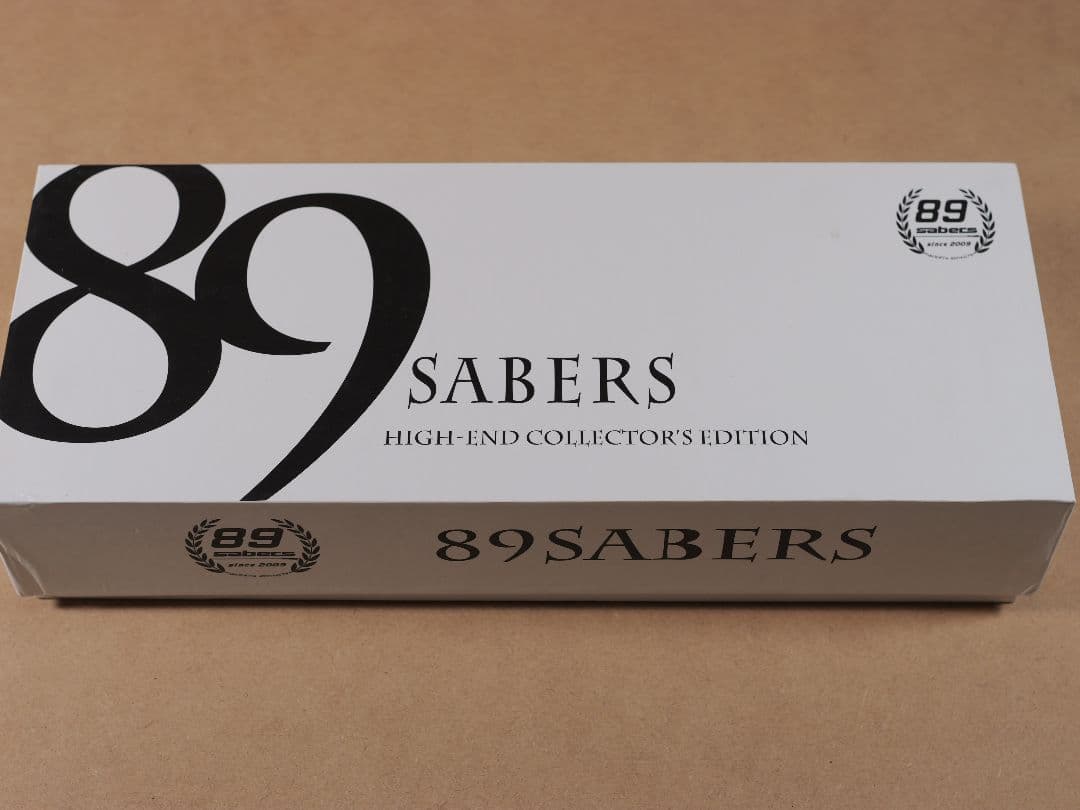 89
SABERS
HIGH-END COLLECTOR'S EDITION
89
sabers
since 2009
89
sabers
since 2009
89SABERS